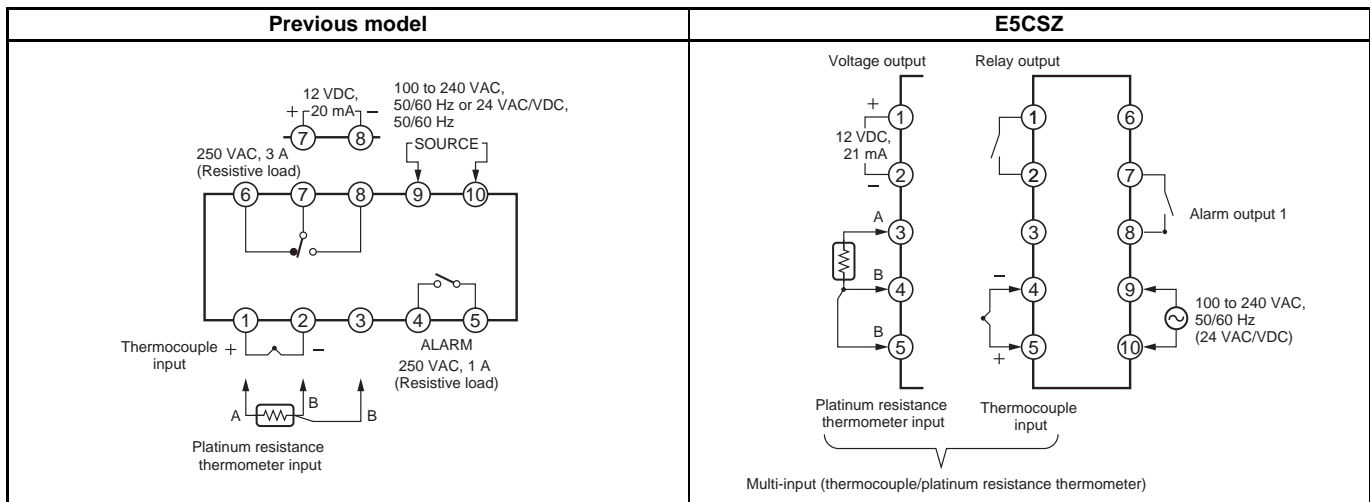 Previous model
E5CSZ
12 VDC,
20 mA
+
−
7
8
100 to 240 VAC,
50/60 Hz or 24 VAC/VDC,
50/60 Hz
SOURCE
250 VAC, 3 A
(Resistive load)
6
7
8
9
10
1
2
3
4
5
Thermocouple
input
+
−
ALARM
250 VAC, 1 A
(Resistive load)
A
B
B
Platinum resistance
thermometer input
Voltage output
Relay output
+
1
12 VDC,
21 mA
2
−
A
3
B
4
B
5
1
2
3
−
4
+
5
6
7
8
Alarm output 1
9
10
100 to 240 VAC,
50/60 Hz
(24 VAC/VDC)
Platinum resistance
thermometer input
Thermocouple
input
Multi-input (thermocouple/platinum resistance thermometer)